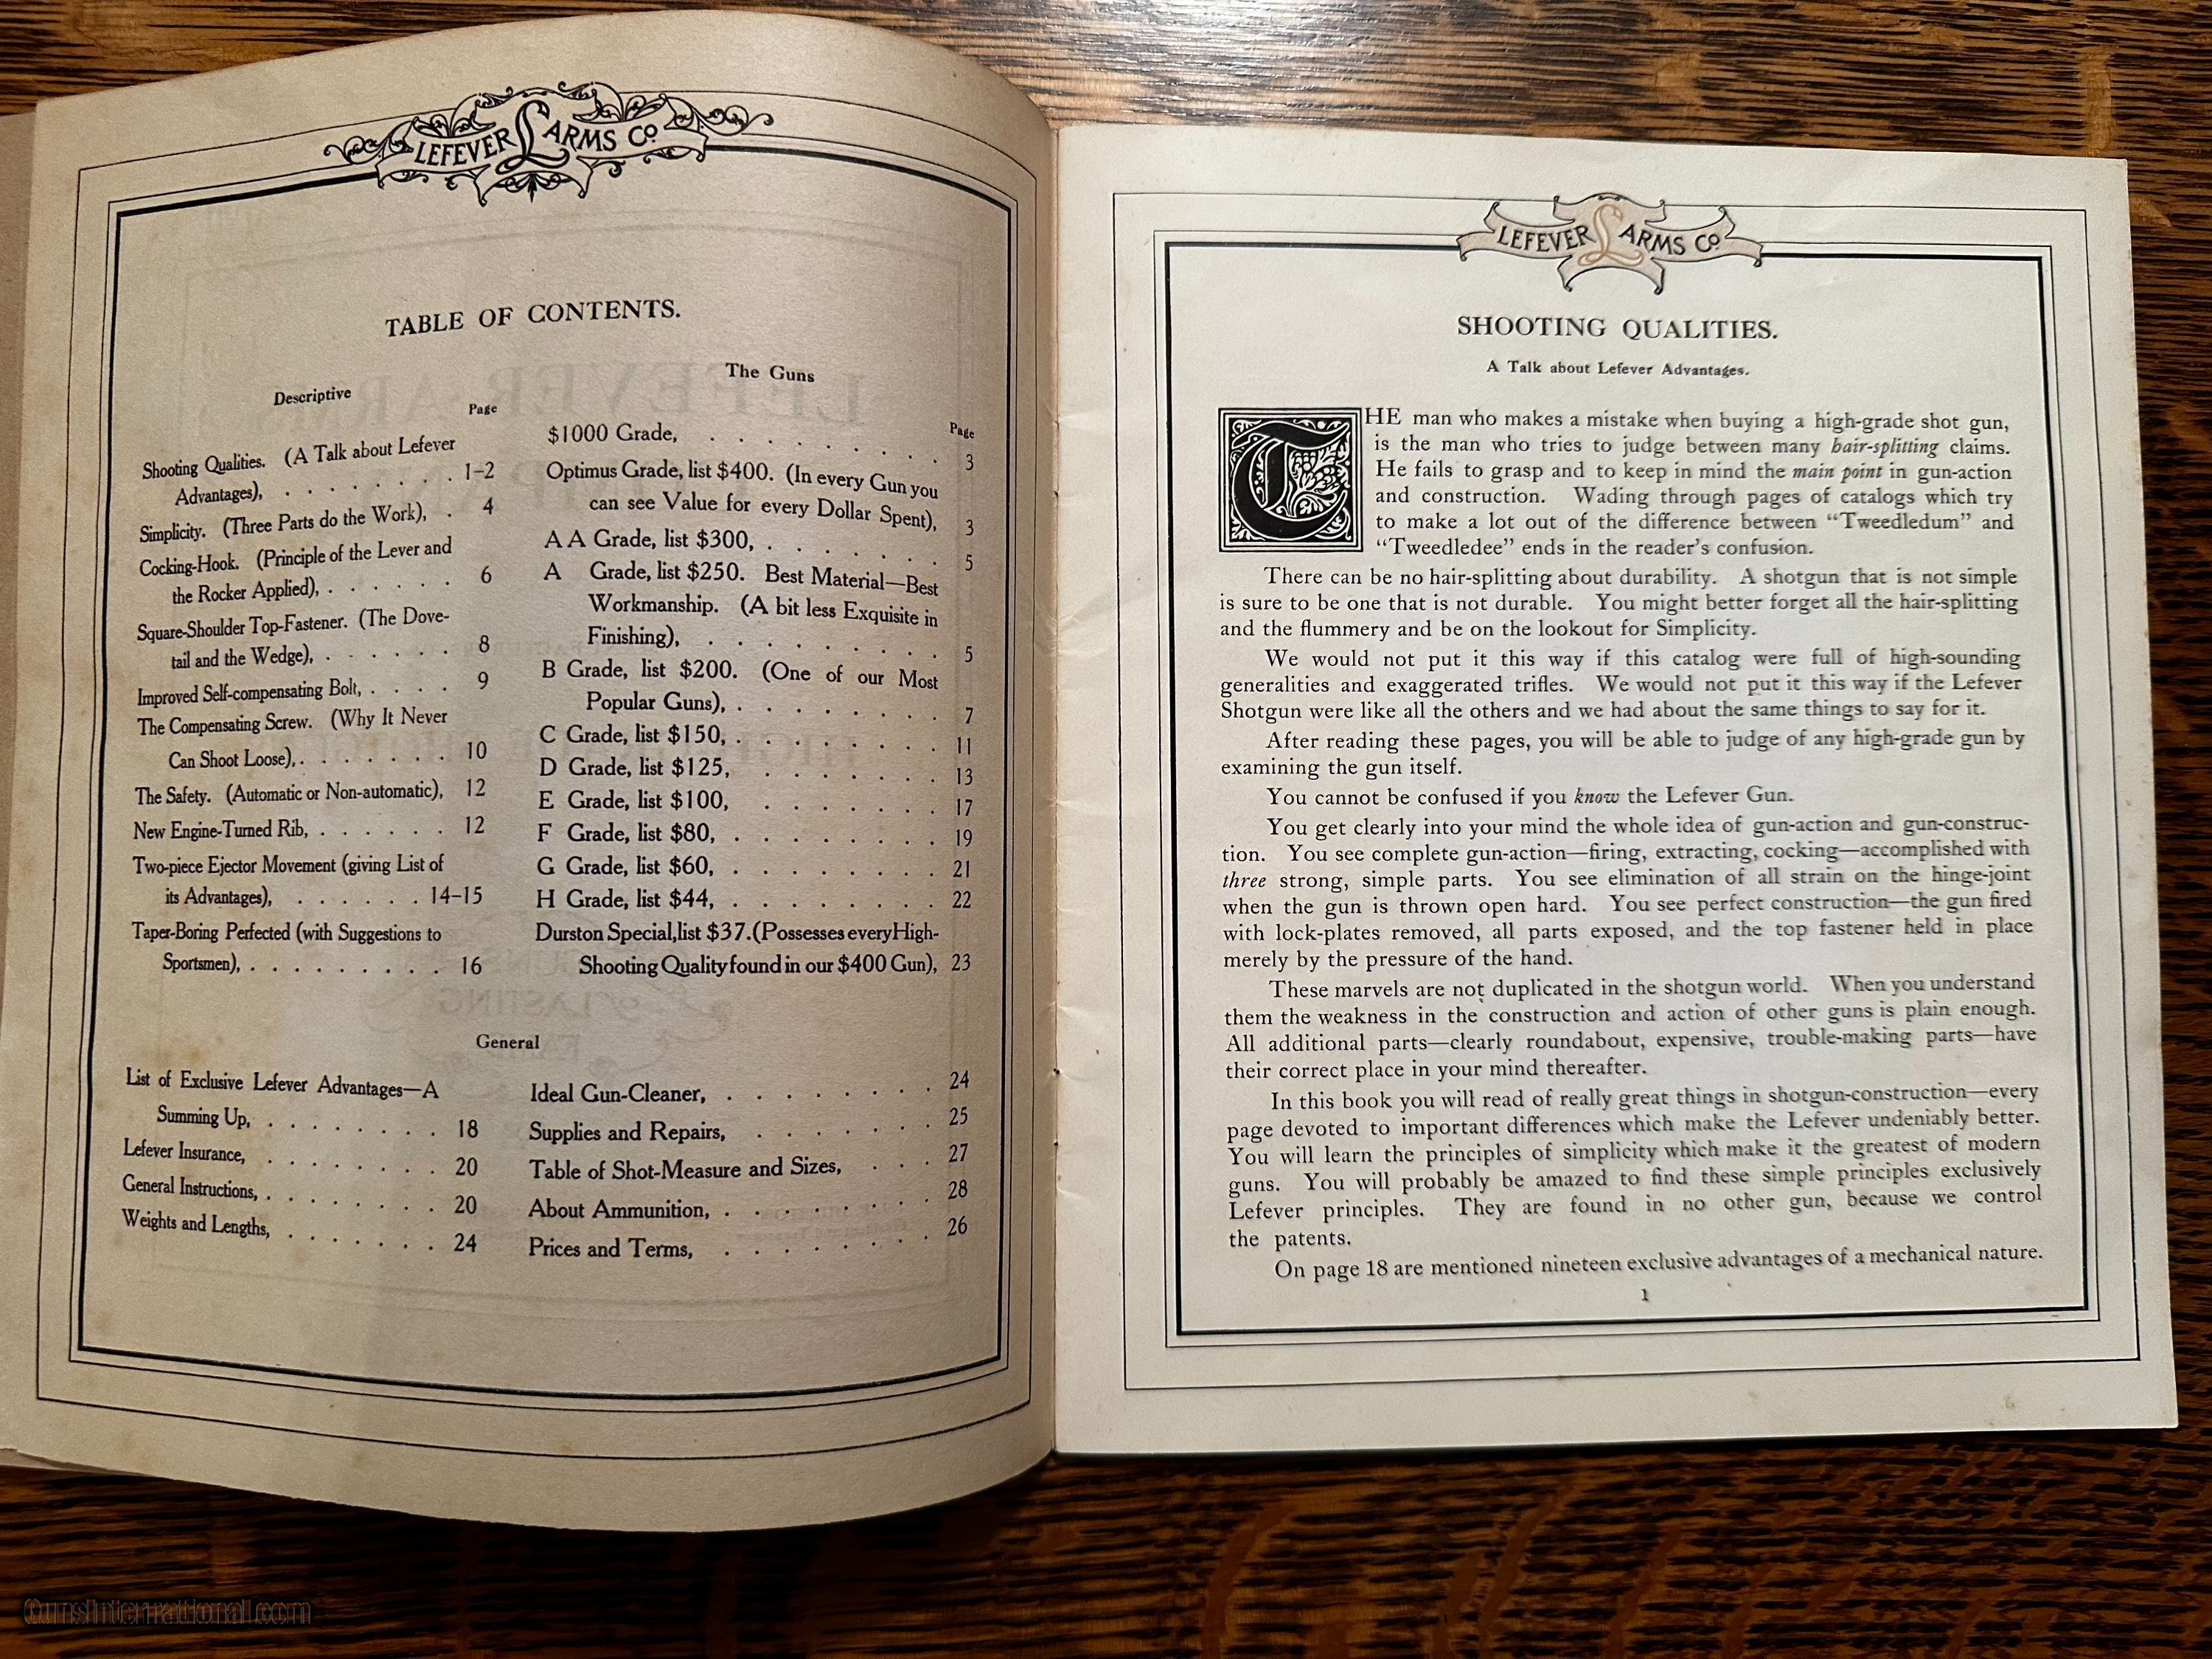 LEFEVER ARMS Co.
TABLE OF CONTENTS.
Descriptive
Page
Shooting Qualities. (A Talk about Lefever
Advantages), . . . . . . . . 1-2
Simplicity. (Three Parts do the Work), . 4
Cocking-Hook. (Principle of the Lever and
the Rocker Applied), . . . . . . 6
Square-Shoulder Top-Fastener. (The Dove-
tail and the Wedge), . . . . . . 8
Improved Self-compensating Bolt, . . . . 9
The Compensating Screw. (Why It Never
Can Shoot Loose), . . . . . . . 10
The Safety. (Automatic or Non-automatic), 12
New Engine-Turned Rib, . . . . . . 12
Two-piece Ejector Movement (giving List of
its Advantages), . . . . . . 14-15
Taper-Boring Perfected (with Suggestions to
Sportsmen), . . . . . . . . . 16
The Guns
Page
$1000 Grade, . . . . . . . 3
Optimus Grade, list $400. (In every Gun you
can see Value for every Dollar Spent), 3
A A Grade, list $300, . . . . . . 5
A Grade, list $250. Best Material—Best
Workmanship. (A bit less Exquisite in
Finishing), . . . . . . . . 5
B Grade, list $200. (One of our Most
Popular Guns), . . . . . . . 7
C Grade, list $150, . . . . . . . . 11
D Grade, list $125, . . . . . . . 13
E Grade, list $100, . . . . . . . 17
F Grade, list $80, . . . . . . . . 19
G Grade, list $60, . . . . . . . . 21
H Grade, list $44, . . . . . . . . 22
Durston Special, list $37. (Possesses every High-
Shooting Quality found in our $400 Gun), 23
General
List of Exclusive Lefever Advantages—A
Summing Up, . . . . . . . . 18
Lefever Insurance, . . . . . . . . 20
General Instructions, . . . . . . . 20
Weights and Lengths, . . . . . . . 24
Ideal Gun-Cleaner, . . . . . . . . 24
Supplies and Repairs, . . . . . . . 25
Table of Shot-Measure and Sizes, . . . 27
About Ammunition, . . . . . . . . 28
Prices and Terms, . . . . . . . . 26
LEFEVER ARMS Co.
SHOOTING QUALITIES.
A Talk about Lefever Advantages.
THE man who makes a mistake when buying a high-grade shot gun,
is the man who tries to judge between many hair-splitting claims.
He fails to grasp and to keep in mind the main point in gun-action
and construction. Wading through pages of catalogs which try
to make a lot out of the difference between “Tweedledum” and
“Tweedledee” ends in the reader's confusion.
There can be no hair-splitting about durability. A shotgun that is not simple
is sure to be one that is not durable. You might better forget all the hair-splitting
and the flummery and be on the lookout for Simplicity.
We would not put it this way if this catalog were full of high-sounding
generalities and exaggerated trifles. We would not put it this way if the Lefever
Shotgun were like all the others and we had about the same things to say for it.
After reading these pages, you will be able to judge of any high-grade gun by
examining the gun itself.
You cannot be confused if you know the Lefever Gun.
You get clearly into your mind the whole idea of gun-action and gun-construc-
tion. You see complete gun-action—firing, extracting, cocking—accomplished with
three strong, simple parts. You see elimination of all strain on the hinge-joint
when the gun is thrown open hard. You see perfect construction—the gun fired
with lock-plates removed, all parts exposed, and the top fastener held in place
merely by the pressure of the hand.
These marvels are not duplicated in the shotgun world. When you understand
them the weakness in the construction and action of other guns is plain enough.
All additional parts—clearly roundabout, expensive, trouble-making parts—have
their correct place in your mind thereafter.
In this book you will read of really great things in shotgun-construction—every
page devoted to important differences which make the Lefever undeniably better.
You will learn the principles of simplicity which make it the greatest of modern
guns. You will probably be amazed to find these simple principles exclusively
Lefever principles. They are found in no other gun, because we control
the patents.
On page 18 are mentioned nineteen exclusive advantages of a mechanical nature.
1
GunsInternational.com